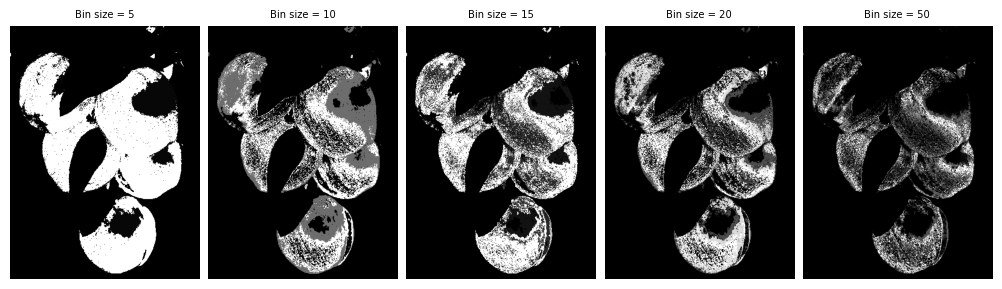 Bin size = 5
Bin size = 10
Bin size = 15
Bin size = 20
Bin size = 50